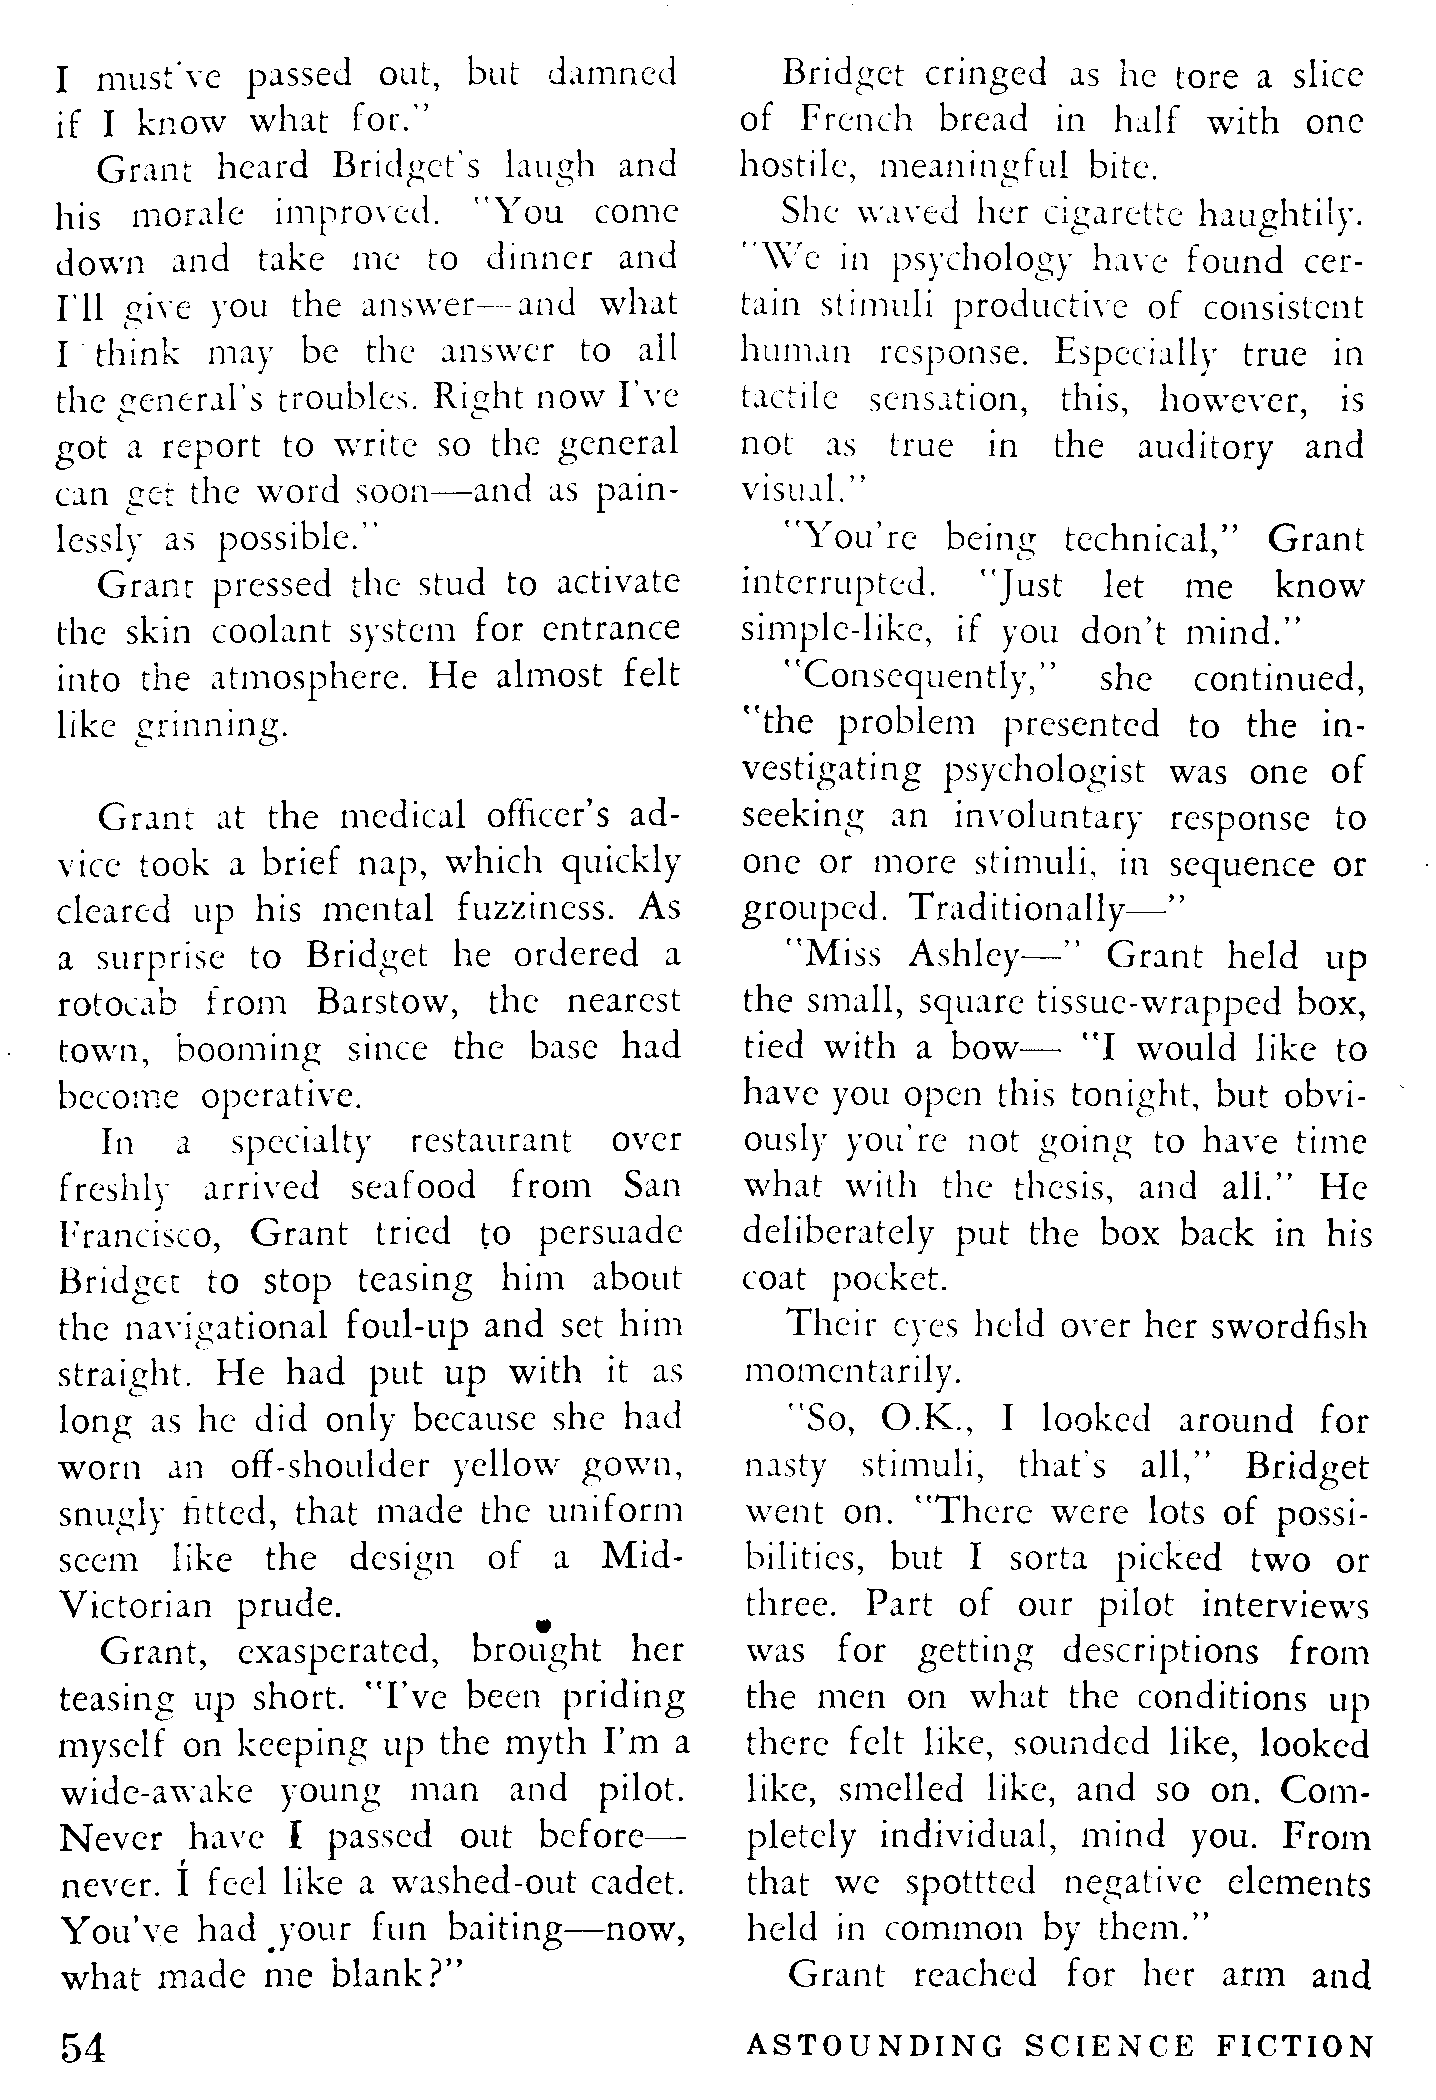 I must've passed out, but damned
if I know what for."
Grant heard Bridget's laugh and
his morale improved. "You come
down and take me to dinner and
I'll give you the answer—and what
I think may be the answer to all
the general's troubles. Right now I've
got a report to write so the general
can get the word soon—and as pain-
lessly as possible."
Grant pressed the stud to activate
the skin coolant system for entrance
into the atmosphere. He almost felt
like grinning.
Grant at the medical officer's ad-
vice took a brief nap, which quickly
cleared up his mental fuzziness. As
a surprise to Bridget he ordered a
rotocab from Barstow, the nearest
town, booming since the base had
become operative.
In a specialty restaurant over
freshly arrived seafood from San
Francisco, Grant tried to persuade
Bridget to stop teasing him about
the navigational foul-up and set him
straight. He had put up with it as
long as he did only because she had
worn an off-shoulder yellow gown,
snugly fitted, that made the uniform
seem like the design of a Mid-
Victorian prude.
Grant, exasperated, brought her
teasing up short. "I've been priding
myself on keeping up the myth I'm a
wide-awake young man and pilot.
Never have I passed out before—
never. I feel like a washed-out cadet.
You've had your fun baiting—now,
what made me blank?"
Bridget cringed as he tore a slice
of French bread in half with one
hostile, meaningful bite.
She waved her cigarette haughtily.
"We in psychology have found cer-
tain stimuli productive of consistent
human response. Especially true in
tactile sensation, this, however, is
not as true in the auditory and
visual."
"You're being technical," Grant
interrupted. "Just let me know
simple-like, if you don't mind."
"Consequently," she continued,
"the problem presented to the in-
vestigating psychologist was one of
seeking an involuntary response to
one or more stimuli, in sequence or
grouped. Traditionally—"
"Miss Ashley—" Grant held up
the small, square tissue-wrapped box,
tied with a bow— "I would like to
have you open this tonight, but obvi-
ously you're not going to have time
what with the thesis, and all." He
deliberately put the box back in his
coat pocket.
Their eyes held over her swordfish
momentarily.
"So, O.K., I looked around for
nasty stimuli, that's all," Bridget
went on. "There were lots of possi-
bilities, but I sorta picked two or
three. Part of our pilot interviews
was for getting descriptions from
the men on what the conditions up
there felt like, sounded like, looked
like, smelled like, and so on. Com-
pletely individual, mind you. From
that we spottted negative elements
held in common by them."
Grant reached for her arm and
54
ASTOUNDING SCIENCE FICTION